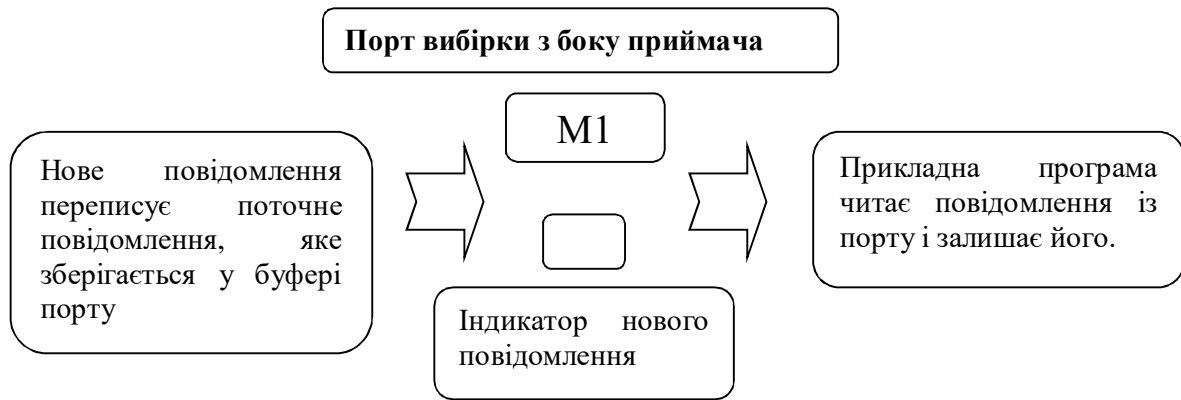 Порт вибірки з боку приймача
М1
Нове повідомлення
переписує поточне
повідомлення, яке
зберігається у буфері
порту
Прикладна програма
читає повідомлення із
порту і залишає його.
Індикатор нового
повідомлення